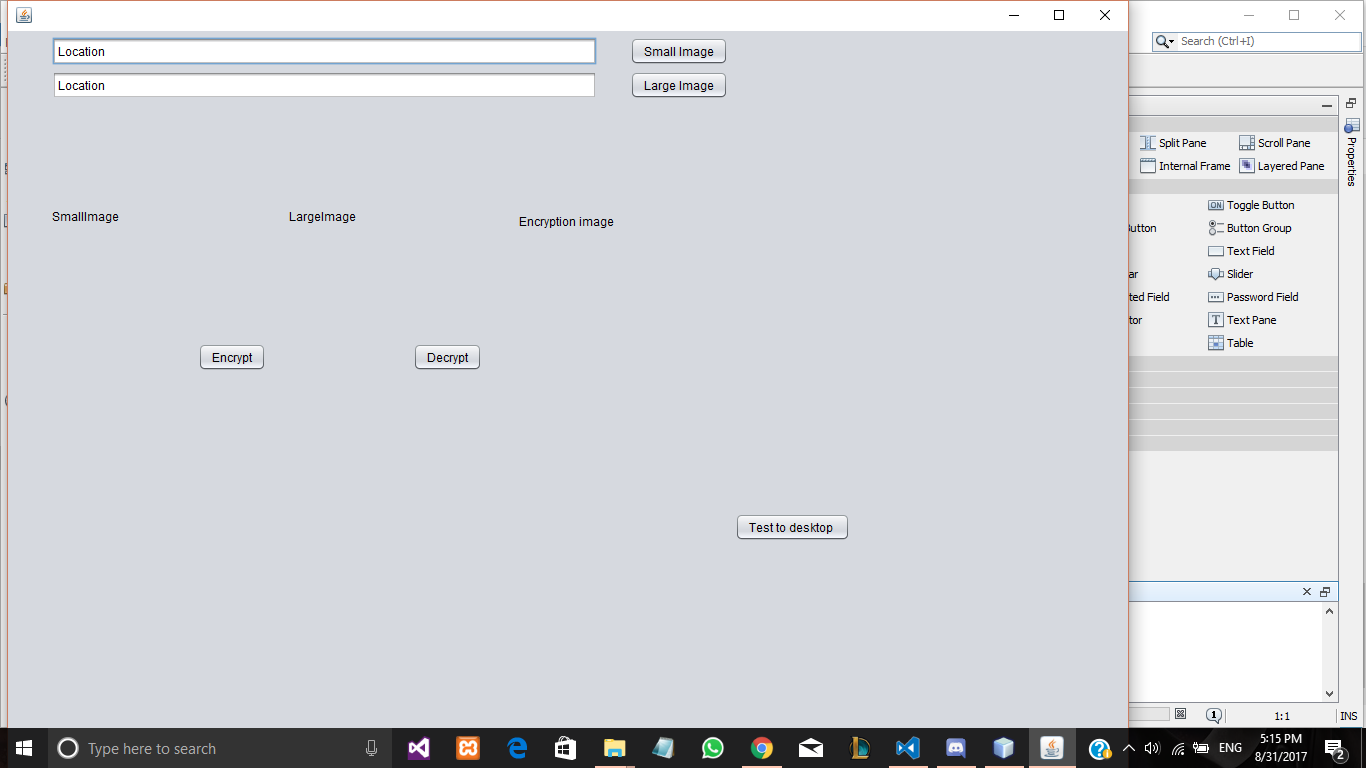 Location
Small Image
Location
Large Image
SmallImage
LargeImage
Encryption image
Encrypt
Decrypt
Test to desktop
Search (Ctrl+I)
Split Pane
Scroll Pane
Internal Frame
Layered Pane
ON
Toggle Button
utton
Button Group
Text Field
ar
Slider
ted Field
Password Field
tor
T
Text Pane
Table
Properties
1
1:1
INS
Type here to search
ENG
5:15 PM
8/31/2017
2